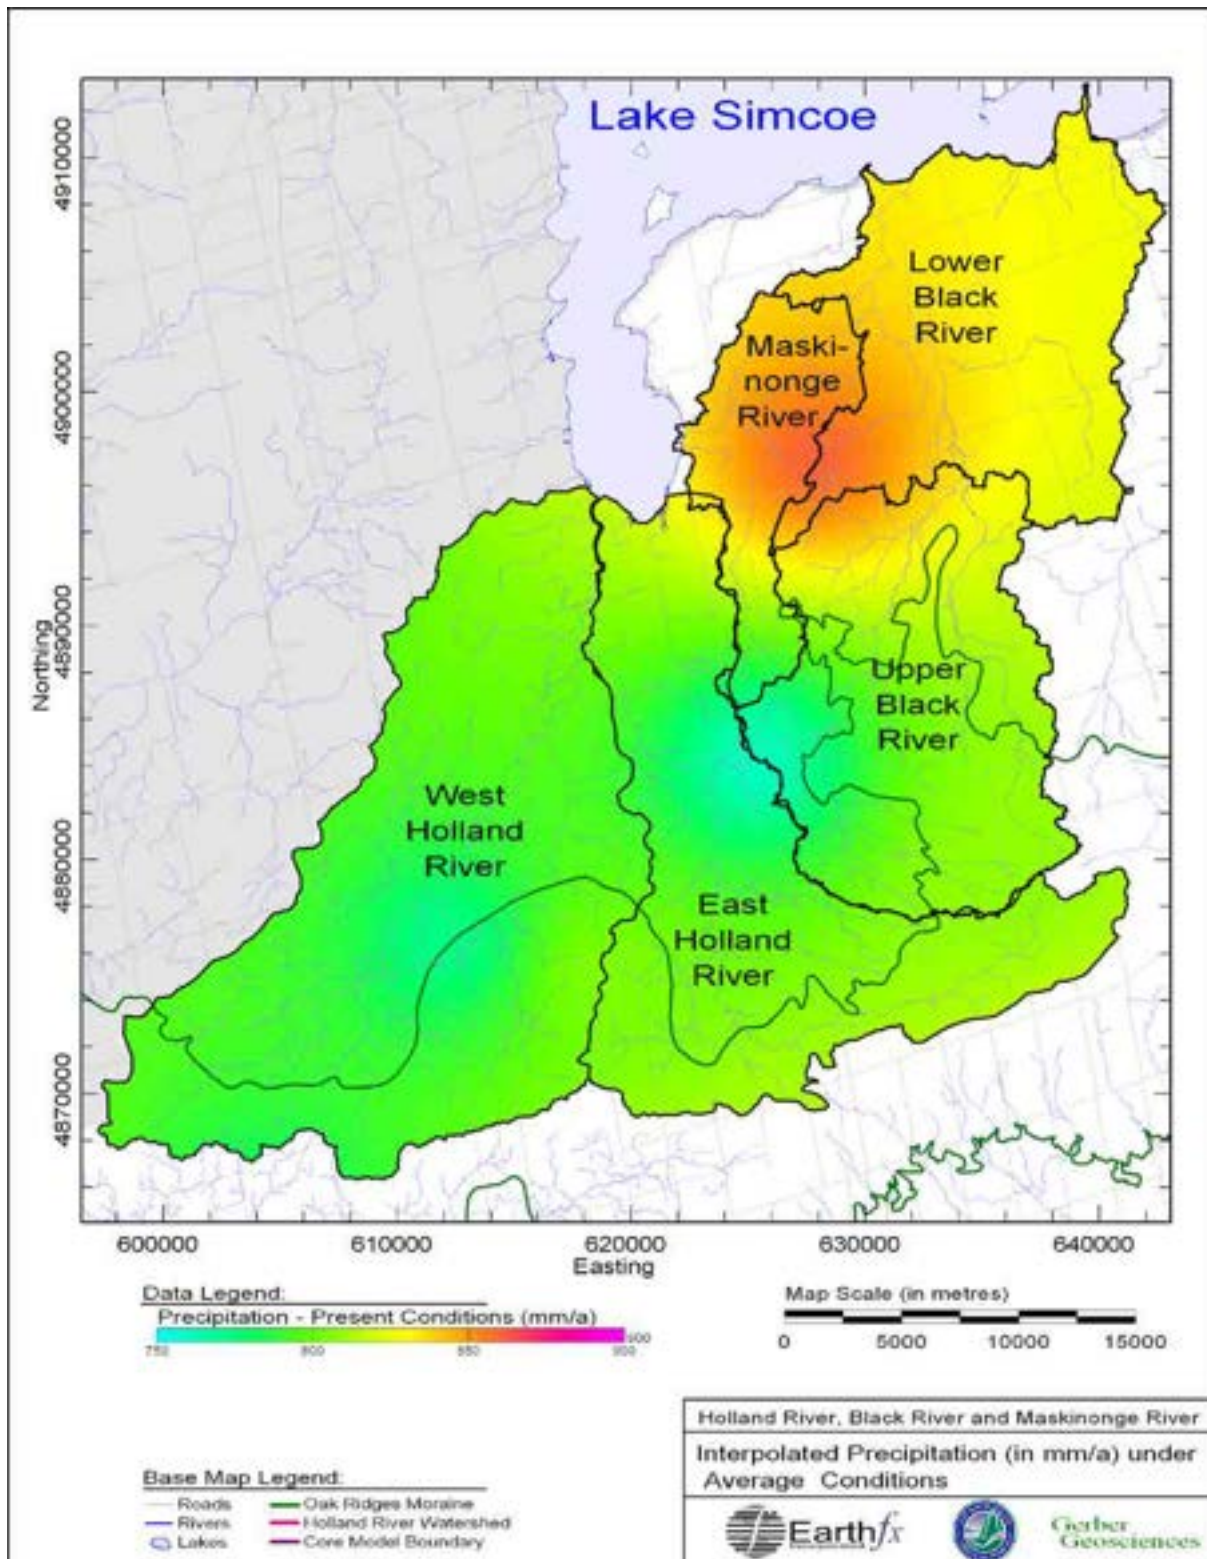 Lake Simcoe
4910000
Lower
Black
River
Maski-
nonge
River
4900000
Northing
4890000
Upper
Black
River
West
Holland
River
4880000
East
Holland
River
4870000
600000
610000
620000
630000
640000
Easting
Data Legend:
Precipitation - Present Conditions (mm/a)
750
800
850
900
900
Map Scale (in metres)
0
5000
10000
15000
Holland River, Black River and Maskinonge River
Interpolated Precipitation (in mm/a) under
Average Conditions
Base Map Legend:
Roads
Rivers
Lakes
Oak Ridges Moraine
Holland River Watershed
Core Model Boundary
Earthfx
Gerber
Geosciences